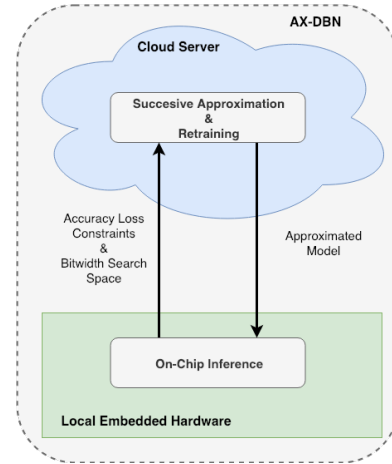 AX-DBN
Cloud Server
Succesive Approximation
&
Retraining
Accuracy Loss
Constraints
&
Bitwidth Search
Space
Approximated
Model
On-Chip Inference
Local Embedded Hardware